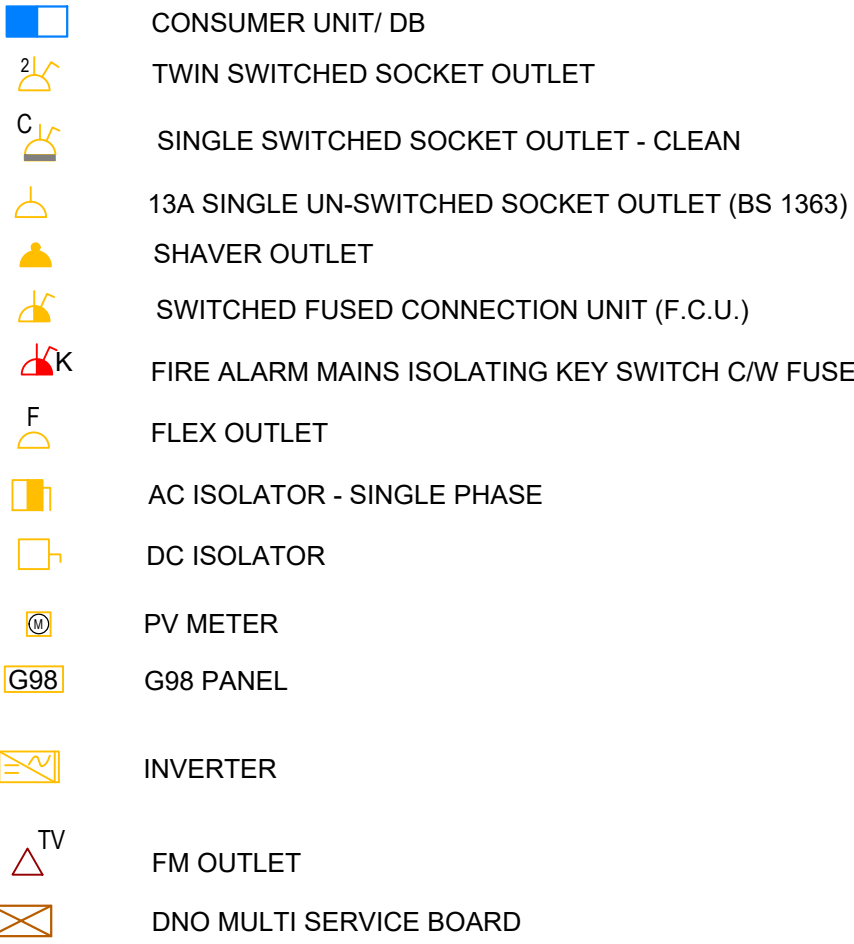 CONSUMER UNIT/ DB
2 TWIN SWITCHED SOCKET OUTLET
C SINGLE SWITCHED SOCKET OUTLET - CLEAN
13A SINGLE UN-SWITCHED SOCKET OUTLET (BS 1363)
SHAVER OUTLET
SWITCHED FUSED CONNECTION UNIT (F.C.U.)
K FIRE ALARM MAINS ISOLATING KEY SWITCH C/W FUSE
F FLEX OUTLET
AC ISOLATOR - SINGLE PHASE
DC ISOLATOR
M PV METER
G98 G98 PANEL
INVERTER
TV FM OUTLET
DNO MULTI SERVICE BOARD